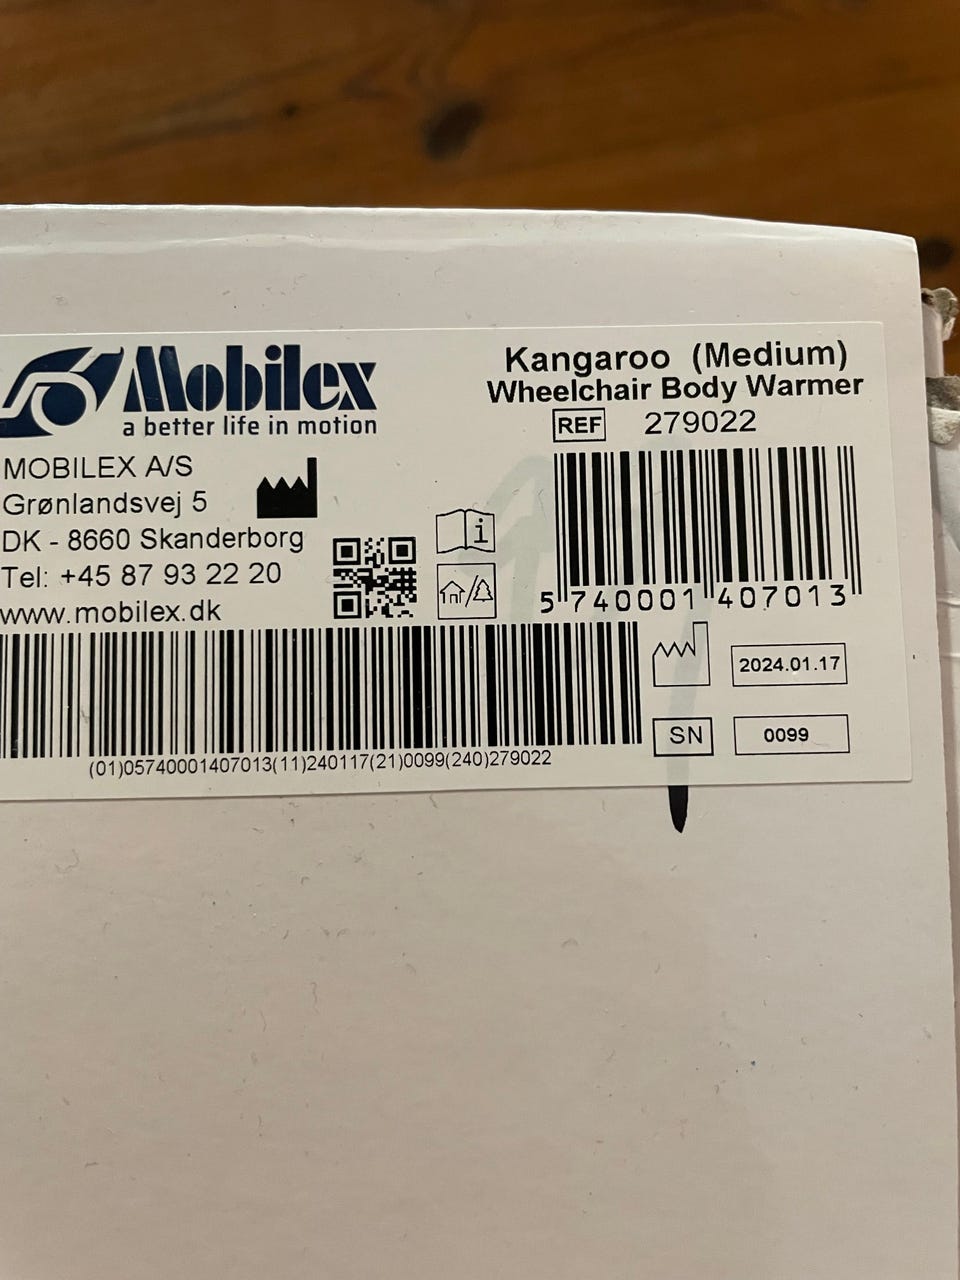 Mobilex
a better life in motion
MOBILEX A/S
Grønlandsvej 5
DK - 8660 Skanderborg
Tel: +45 87 93 22 20
www.mobilex.dk
Kangaroo (Medium)
Wheelchair Body Warmer
REF 279022
i
5 740001 407013
2024.01.17
SN 0099
(01)05740001407013(11)240117(21)0099(240)279022